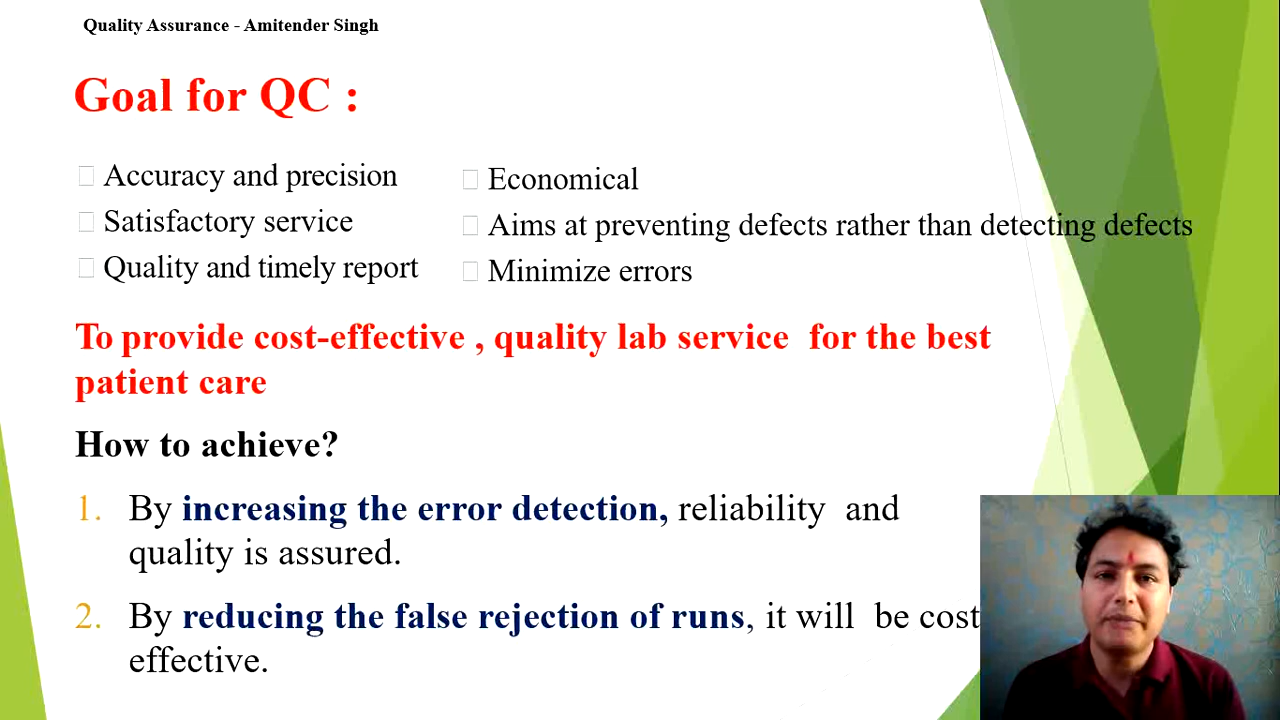 Quality Assurance - Amitender Singh
Goal for QC :
Accuracy and precision
Satisfactory service
Quality and timely report
Economical
Aims at preventing defects rather than detecting defects
Minimize errors
To provide cost-effective , quality lab service for the best
patient care
How to achieve?
1. By increasing the error detection, reliability and
quality is assured.
2. By reducing the false rejection of runs, it will be cost
effective.